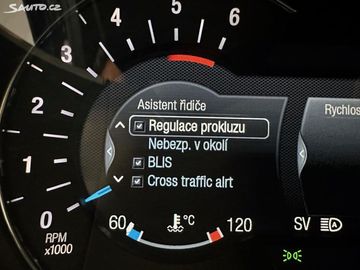 Sauto.cz
5
4
3
2
1
0
RPM
x1000
Asistent řidiče
Regulace prokluzu
Nebezp. v okolí
BLIS
Cross traffic alrt
60
°C
120
Rychlos
SV
A